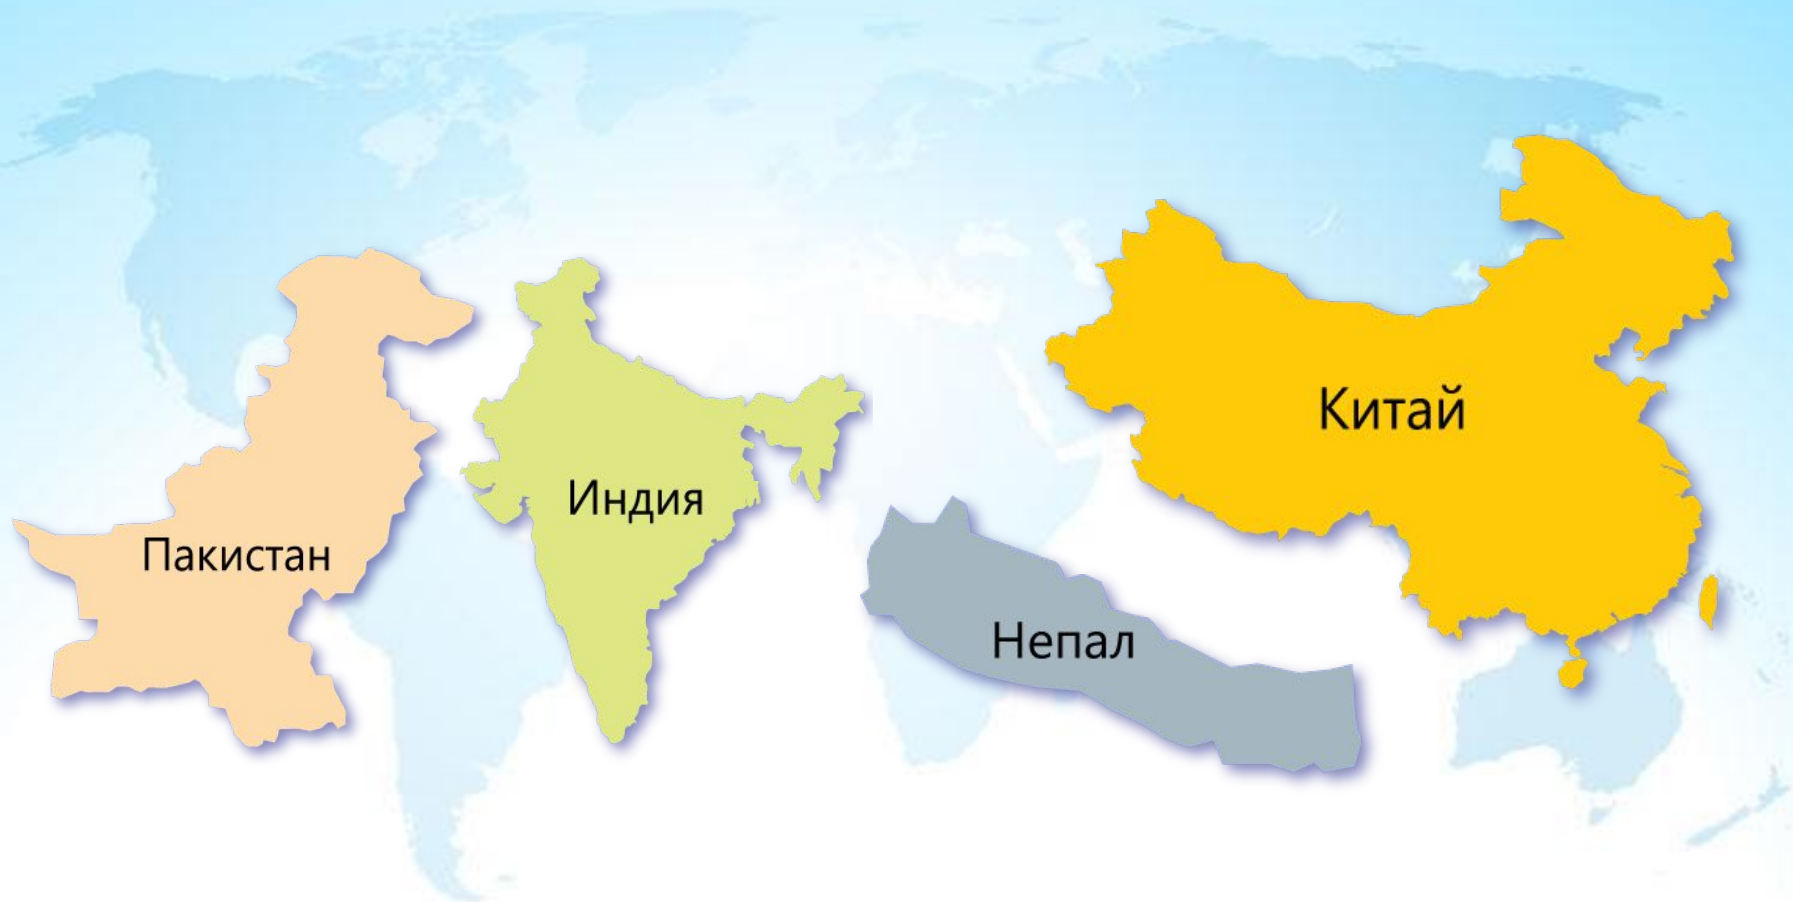 Пакистан
Индия
Непал
Китай